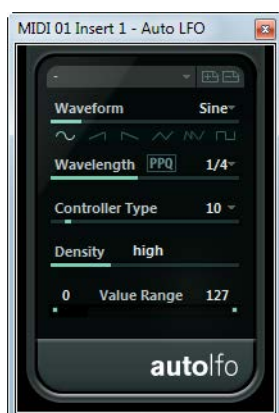 MIDI 01 Insert 1 - Auto LFO
-
Waveform Sine
Wavelength PPQ 1/4
Controller Type 10
Density high
0 Value Range 127
autolfo